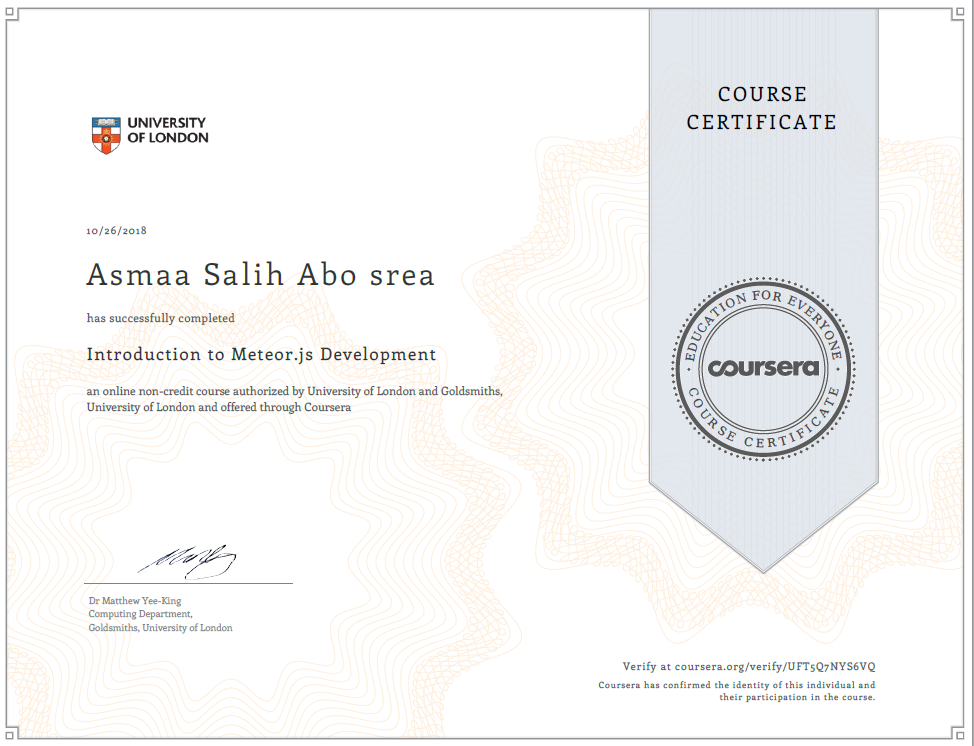 UNIVERSITY
OF LONDON
COURSE
CERTIFICATE
10/26/2018
Asmaa Salih Abo srea
has successfully completed
Introduction to Meteor.js Development
an online non-credit course authorized by University of London and Goldsmiths,
University of London and offered through Coursera
EDUCATION FOR EVERYONE
coursera
COURSE CERTIFICATE
Dr Matthew Yee-King
Computing Department,
Goldsmiths, University of London
Verify at coursera.org/verify/UFT5Q7NYS6VQ
Coursera has confirmed the identity of this individual and
their participation in the course.